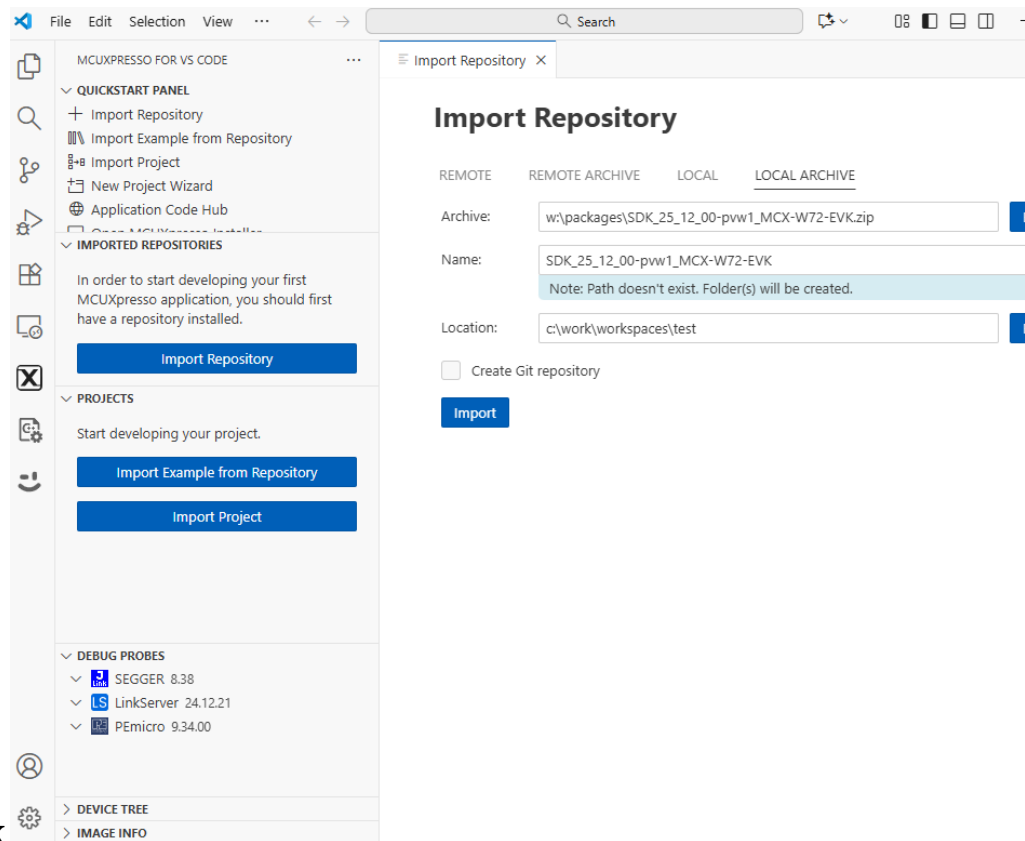 File Edit Selection View ··· Search
MCUXPRESSO FOR VS CODE ···
QUICKSTART PANEL
Import Repository
Import Example from Repository
Import Project
New Project Wizard
Application Code Hub
Open MCUXpresso Installer
IMPORTED REPOSITORIES
In order to start developing your first
MCUXpresso application, you should first
have a repository installed.
Import Repository
PROJECTS
Start developing your project.
Import Example from Repository
Import Project
DEBUG PROBES
J Link SEGGER 8.38
LS LinkServer 24.12.21
PEmicro 9.34.00
DEVICE TREE
IMAGE INFO
Import Repository
Import Repository
REMOTE REMOTE ARCHIVE LOCAL LOCAL ARCHIVE
Archive: w:\packages\SDK_25_12_00-pvw1_MCX-W72-EVK.zip
Name: SDK_25_12_00-pvw1_MCX-W72-EVK
Note: Path doesn't exist. Folder(s) will be created.
Location: c:\work\workspaces\test
Create Git repository
Import